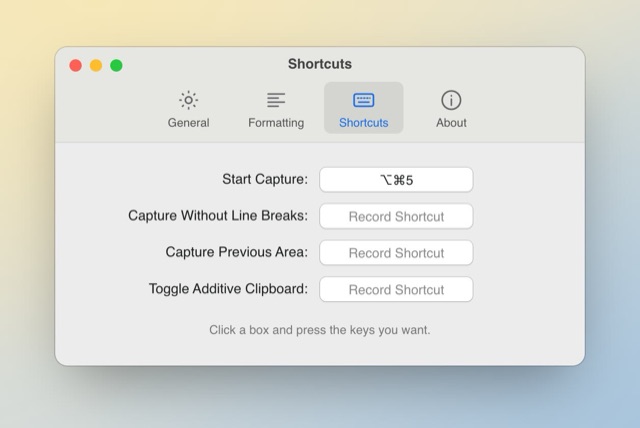 Shortcuts
General
Formatting
Shortcuts
About
Start Capture: ⌥⌘5
Capture Without Line Breaks: Record Shortcut
Capture Previous Area: Record Shortcut
Toggle Additive Clipboard: Record Shortcut
Click a box and press the keys you want.